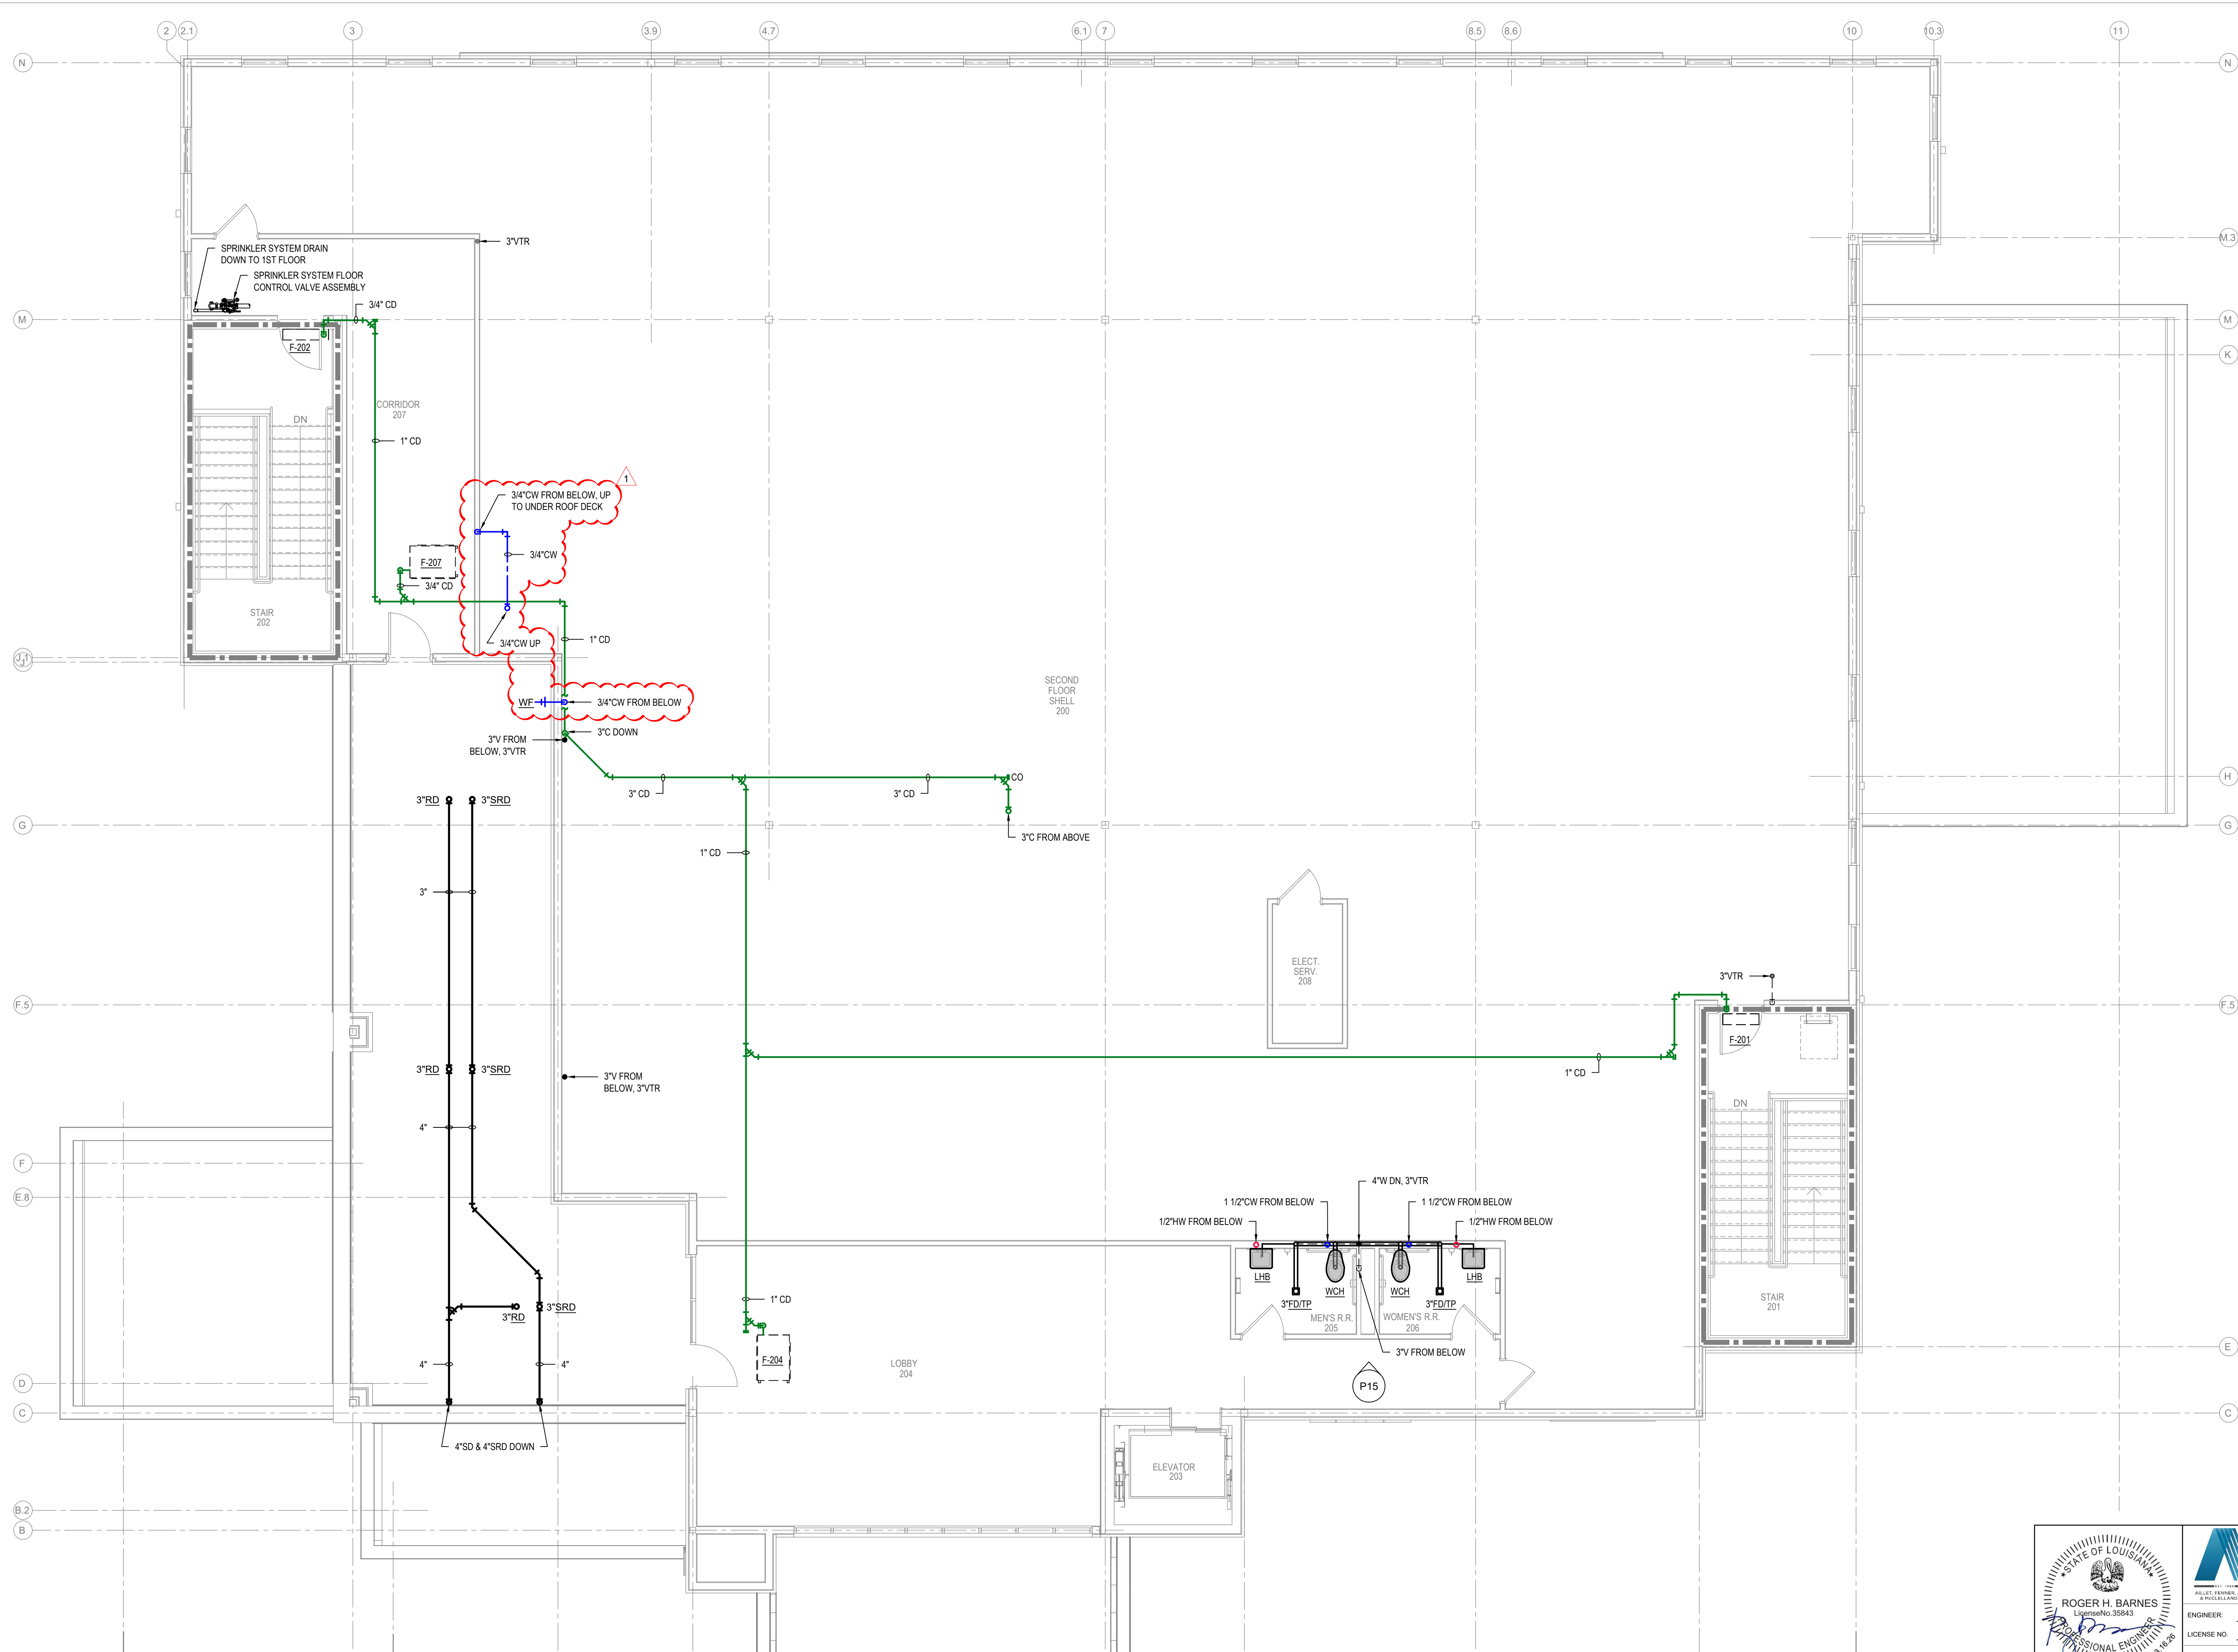 2
2.1
3
3.9
4.7
6.1
7
8.5
8.6
10
10.3
11
N
N
3"VTR
M.3
SPRINKLER SYSTEM DRAIN
DOWN TO 1ST FLOOR
SPRINKLER SYSTEM FLOOR
CONTROL VALVE ASSEMBLY
3/4" CD
M
M
F-202
K
CORRIDOR
207
DN
1" CD
1
3/4"CW FROM BELOW, UP
TO UNDER ROOF DECK
3/4"CW
F-207
3/4" CD
STAIR
202
3/4"CW UP
1" CD
J.1
J
SECOND
FLOOR
SHELL
200
WF
3/4"CW FROM BELOW
3"C DOWN
3"V FROM
BELOW, 3"VTR
CO
H
3" CD
3" CD
3"RD
3"SRD
G
G
3"C FROM ABOVE
1" CD
3"
ELECT.
SERV.
208
3"VTR
F.5
F.5
F-201
3"RD
3"SRD
3"V FROM
BELOW, 3"VTR
1" CD
DN
4"
F
E.8
4"W DN, 3"VTR
1 1/2"CW FROM BELOW
1 1/2"CW FROM BELOW
1/2"HW FROM BELOW
1/2"HW FROM BELOW
LHB
WCH
WCH
LHB
3"FD/TP
3"FD/TP
STAIR
201
1" CD
3"SRD
3"RD
MEN'S R.R.
205
WOMEN'S R.R.
206
E
3"V FROM BELOW
F-204
LOBBY
204
4"
4"
D
P15
C
C
4"SD & 4"SRD DOWN
ELEVATOR
203
B.2
B
STATE OF LOUISIANA
ROGER H. BARNES
LicenseNo.35843
PROFESSIONAL ENGINEER
AILLET, FENNER,
& McCLELLAND
ENGINEER:
LICENSE NO.